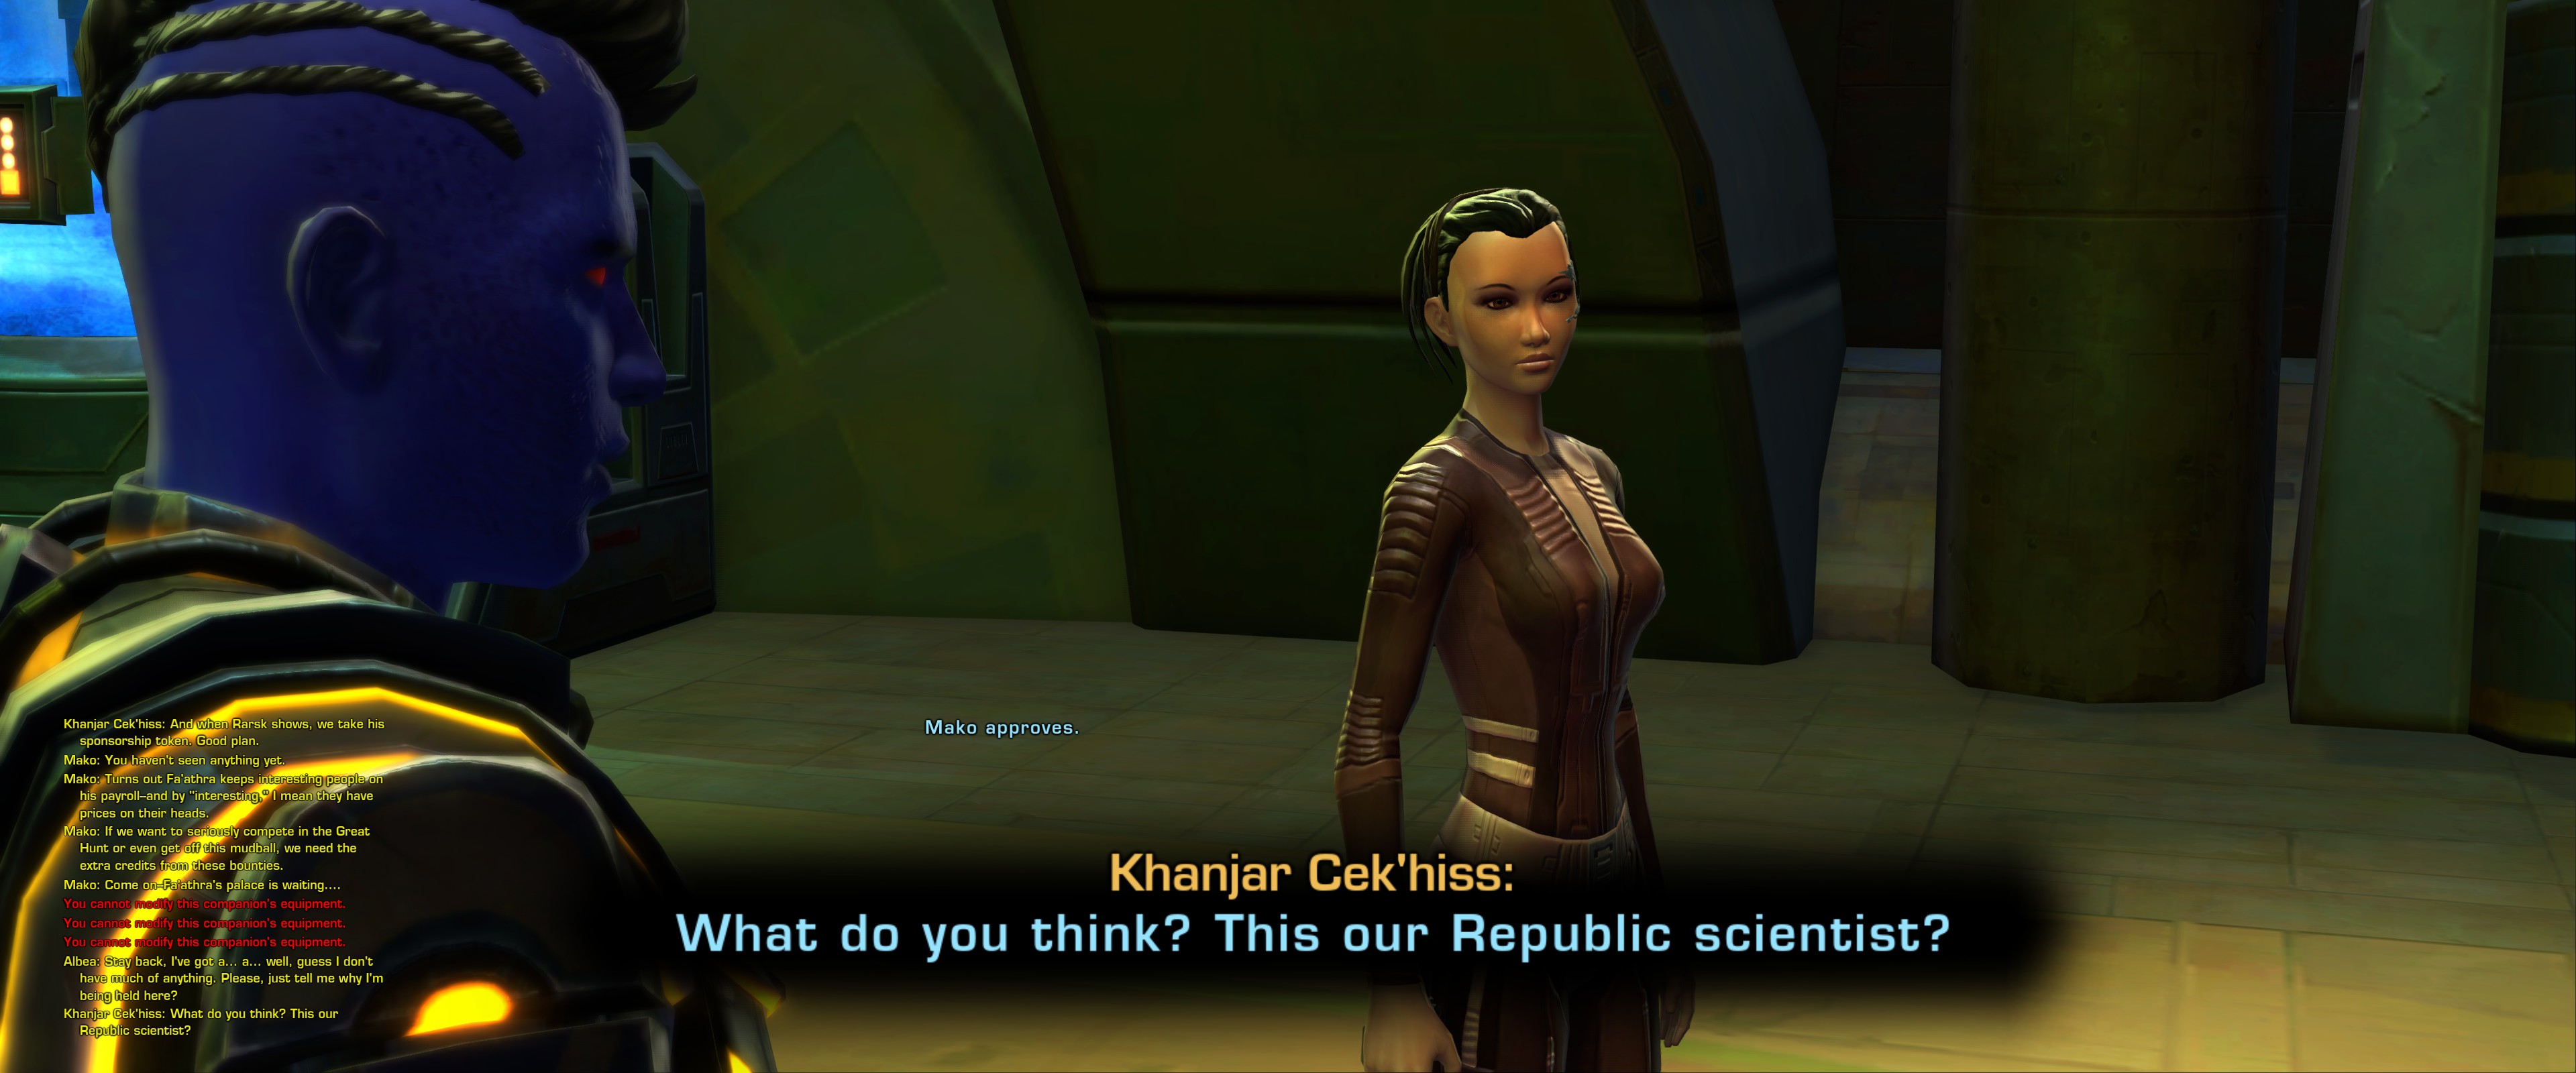 Mako approves.
Khanjar Cek'hiss: And when Rarsk shows, we take his
sponsorship token. Good plan.
Mako: You haven't seen anything yet.
Mako: Turns out Fa'athra keeps interesting people on
his payroll–and by "interesting," I mean they have
prices on their heads.
Mako: If we want to seriously compete in the Great
Hunt or even get off this mudball, we need the
extra credits from these bounties.
Mako: Come on–Fa'athra's palace is waiting....
You cannot modify this companion's equipment.
You cannot modify this companion's equipment.
You cannot modify this companion's equipment.
Albea: Stay back, I've got a... a... well, guess I don't
have much of anything. Please, just tell me why I'm
being held here?
Khanjar Cek'hiss: What do you think? This our
Republic scientist?
Khanjar Cek'hiss:
What do you think? This our Republic scientist?